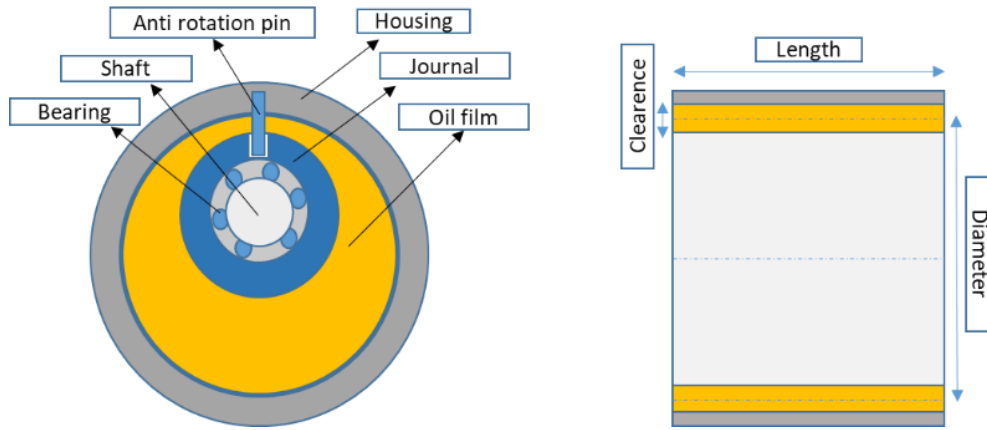 Anti rotation pin
Housing
Shaft
Journal
Bearing
Oil film
Length
Clearence
Diameter